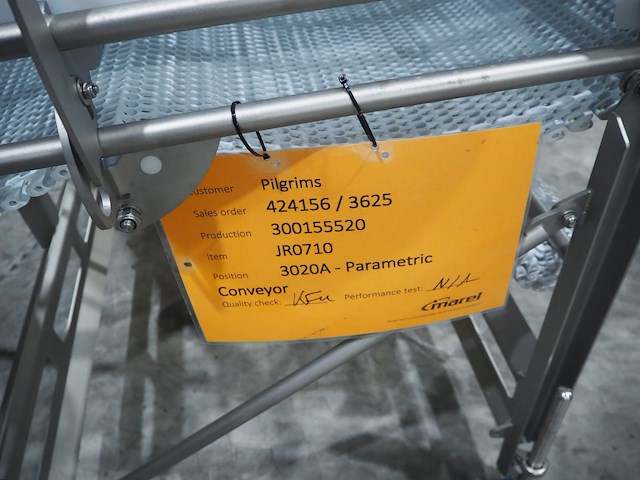 Customer Pilgrims
Sales order 424156 / 3625
Production 300155520
Item JR0710
Position 3020A - Parametric
Conveyor
Quality check: Performance test: N/A
marel